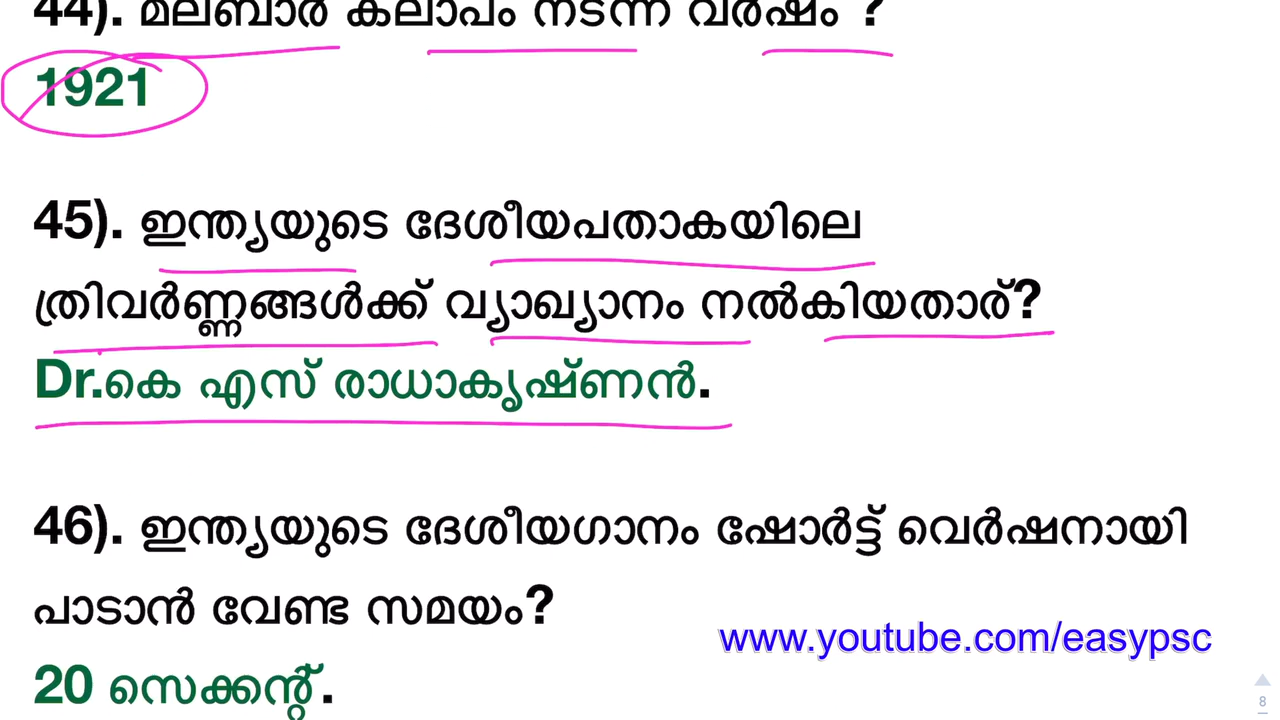 44). മലബാർ കലാപം നടന്ന വർഷം ?
1921
45). ഇന്ത്യയുടെ ദേശീയപതാകയിലെ
ത്രിവർണ്ണങ്ങൾക്ക് വ്യാഖ്യാനം നൽകിയതാര്?
Dr.കെ എസ് രാധാകൃഷ്ണൻ.
46). ഇന്ത്യയുടെ ദേശീയഗാനം ഷോർട്ട് വെർഷനായി
പാടാൻ വേണ്ട സമയം?
www.youtube.com/easypsc
20 സെക്കന്റ്.
8